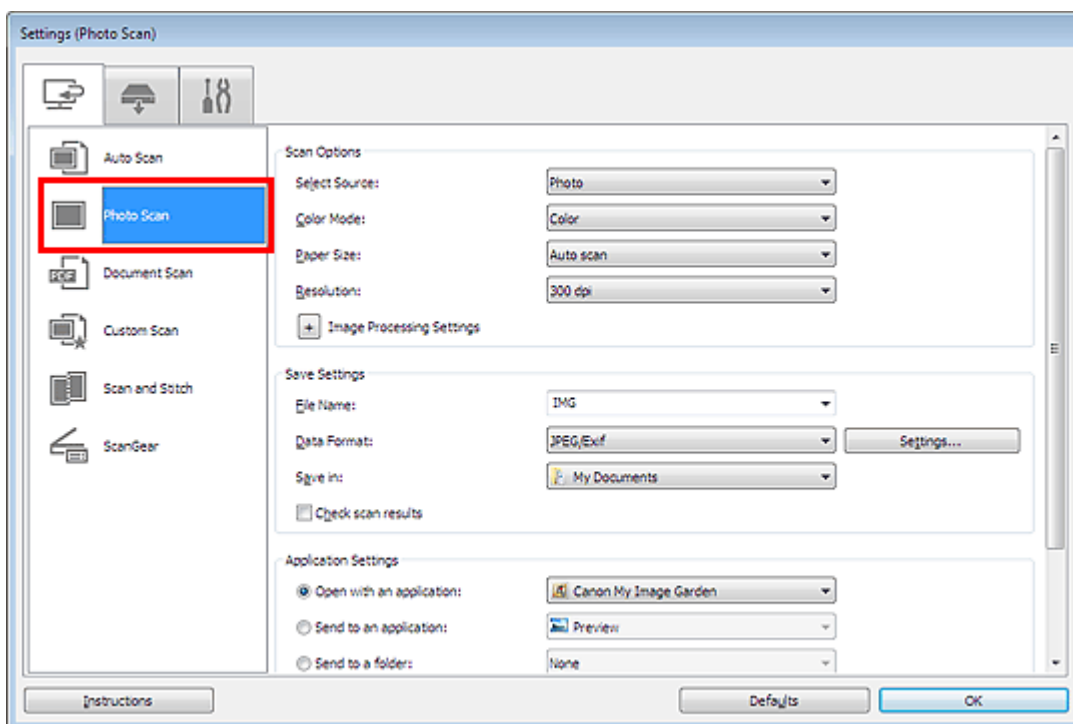 Settings (Photo Scan)
Auto Scan
Photo Scan
PDF
Document Scan
Custom Scan
Scan and Stitch
ScanGear
Scan Options
Select Source: Photo
Color Mode: Color
Paper Size: Auto scan
Resolution: 300 dpi
+ Image Processing Settings
Save Settings
File Name: IMG
Data Format: JPEG/Exif Settings...
Save in: My Documents
Check scan results
Application Settings
Open with an application: Canon My Image Garden
Send to an application: Preview
Send to a folder: None
Instructions Defaults OK